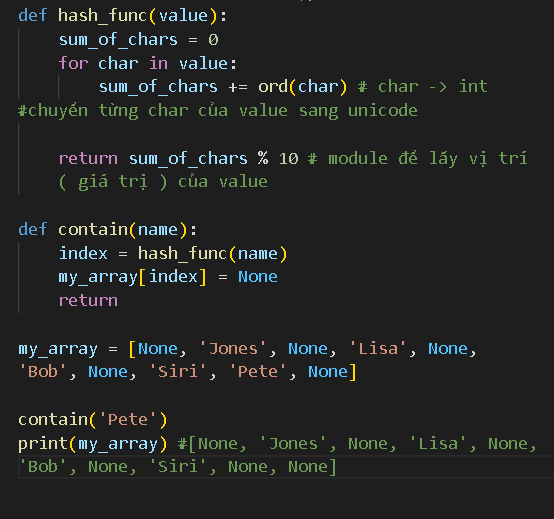 def hash_func(value):
    sum_of_chars = 0
    for char in value:
        sum_of_chars += ord(char) # char -> int
#chuyển từng char của value sang unicode
    return sum_of_chars % 10 # module để lấy vị trí
    ( giá trị ) của value
def contain(name):
    index = hash_func(name)
    my_array[index] = None
    return
my_array = [None, 'Jones', None, 'Lisa', None,
'Bob', None, 'Siri', 'Pete', None]
contain('Pete')
print(my_array) #[None, 'Jones', None, 'Lisa', None,
'Bob', None, 'Siri', None, None]